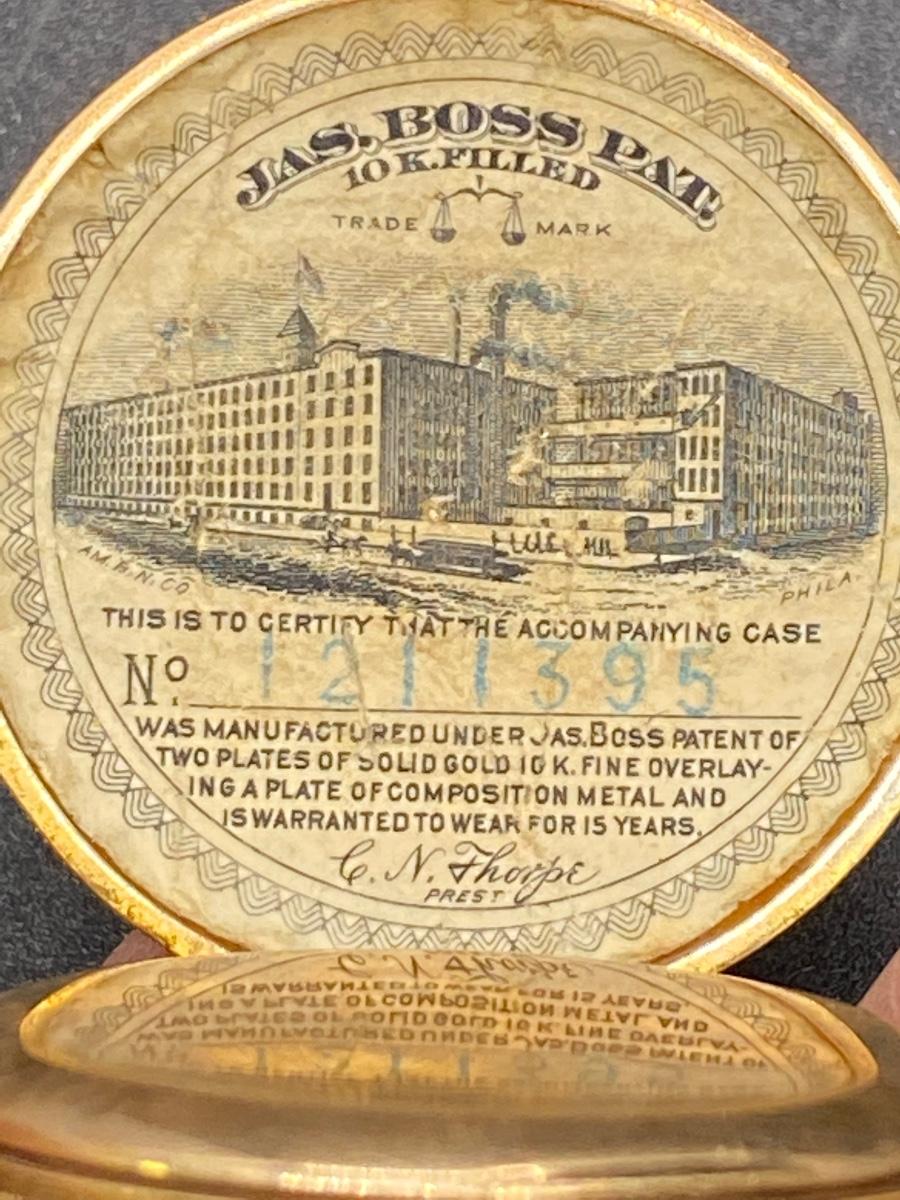 JAS. BOSS PAT.
10 K. FILLED
TRADE MARK
AM. B. N. CO
PHILA.
THIS IS TO CERTIFY THAT THE ACCOMPANYING CASE
No. 1211395
WAS MANUFACTURED UNDER JAS. BOSS PATENT OF
TWO PLATES OF SOLID GOLD 10 K. FINE OVERLAY-
ING A PLATE OF COMPOSITION METAL AND
IS WARRANTED TO WEAR FOR 15 YEARS.
C. N. Thorpe
PREST